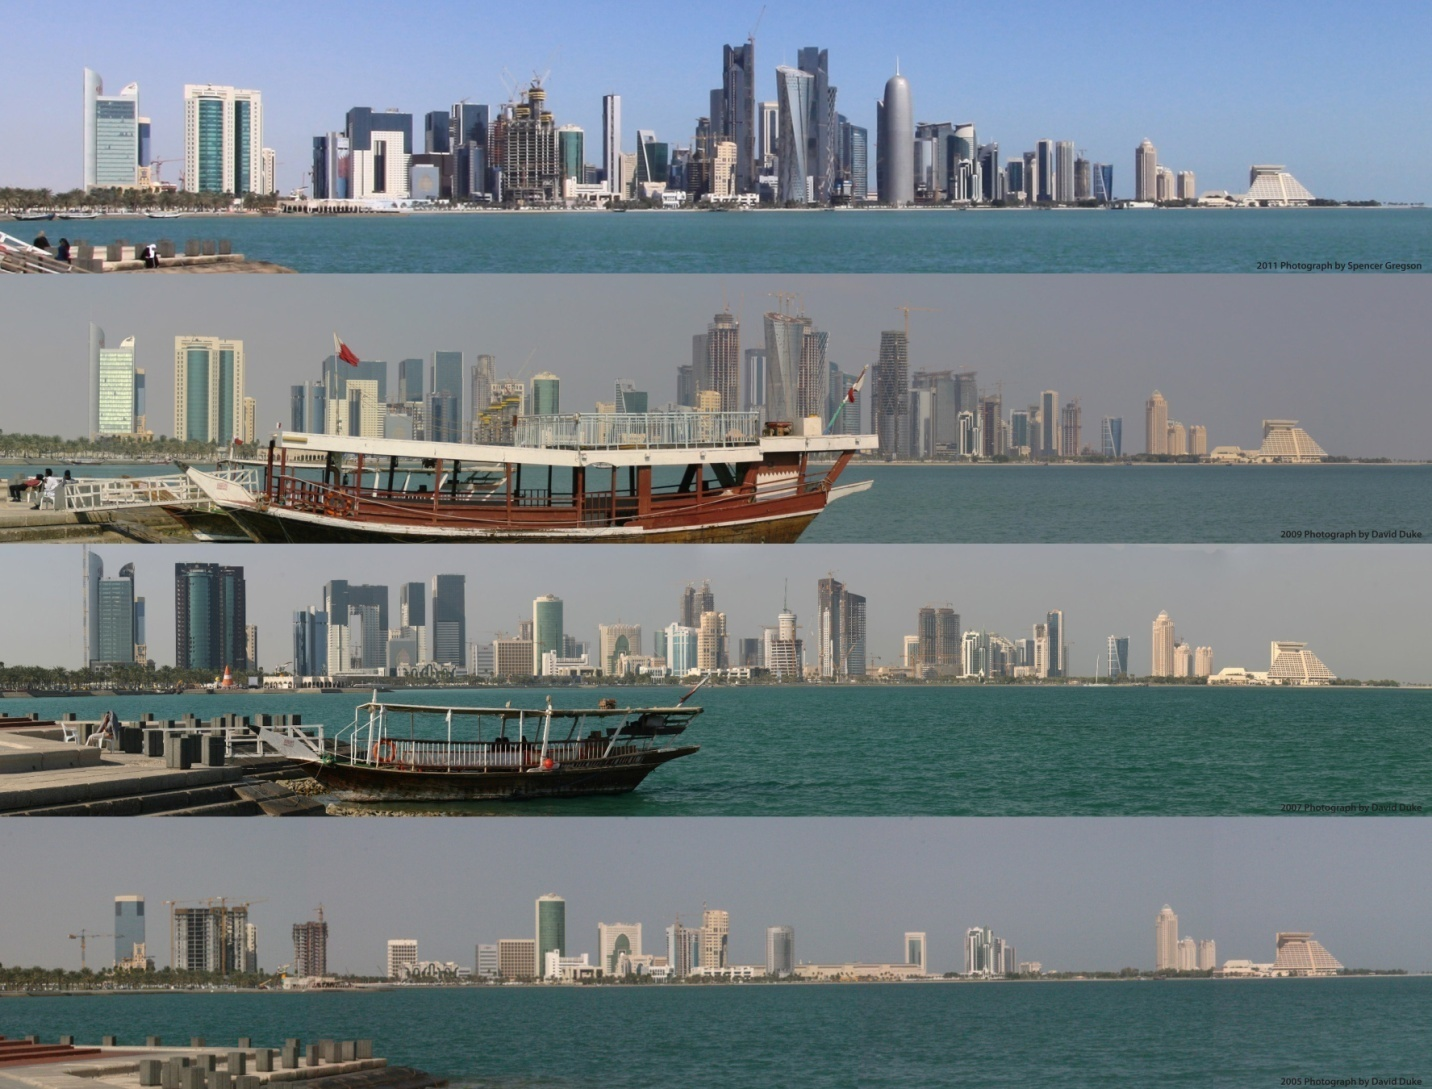 2011 Photograph by Spencer Gregson
2009 Photograph by David Duke
2007 Photograph by David Duke
2005 Photograph by David Duke